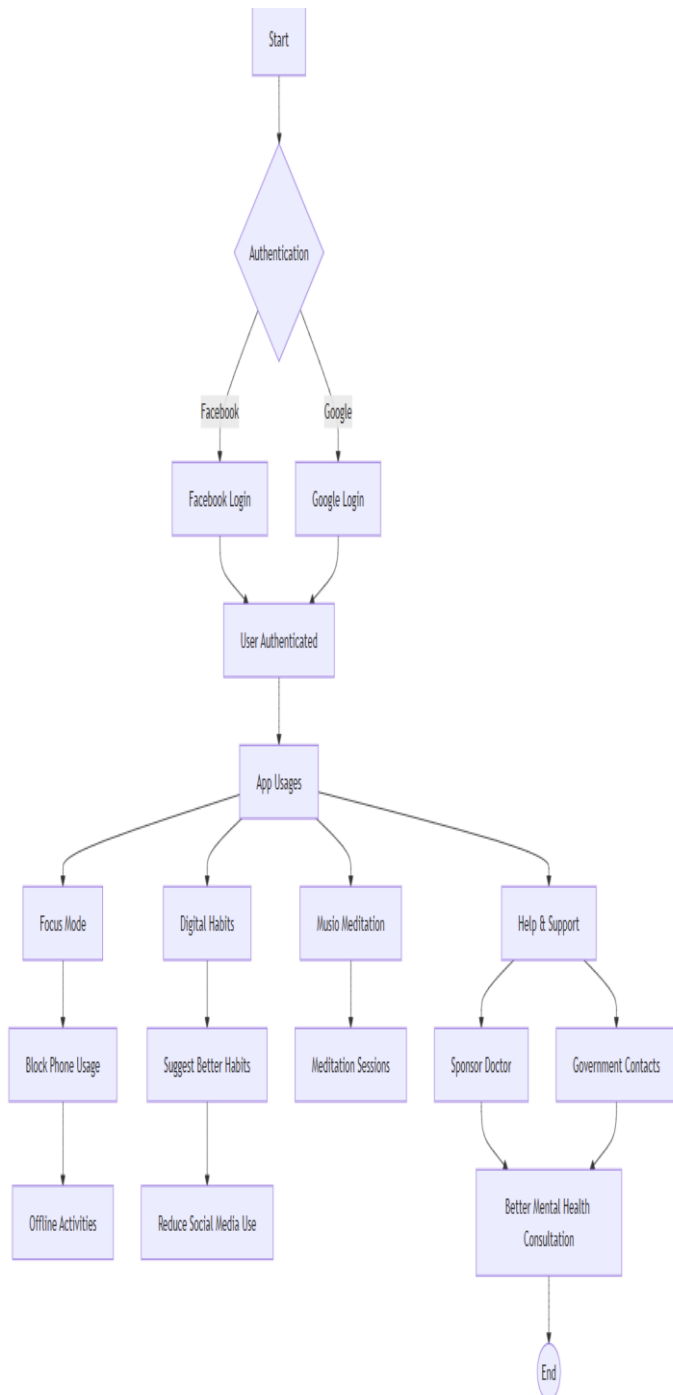 Start
Authentication
Facebook
Google
Facebook Login
Google Login
User Authenticated
App Usages
Focus Mode
Digital Habits
Musio Meditation
Help & Support
Block Phone Usage
Suggest Better Habits
Meditation Sessions
Sponsor Doctor
Government Contacts
Offline Activities
Reduce Social Media Use
Better Mental Health
Consultation
End